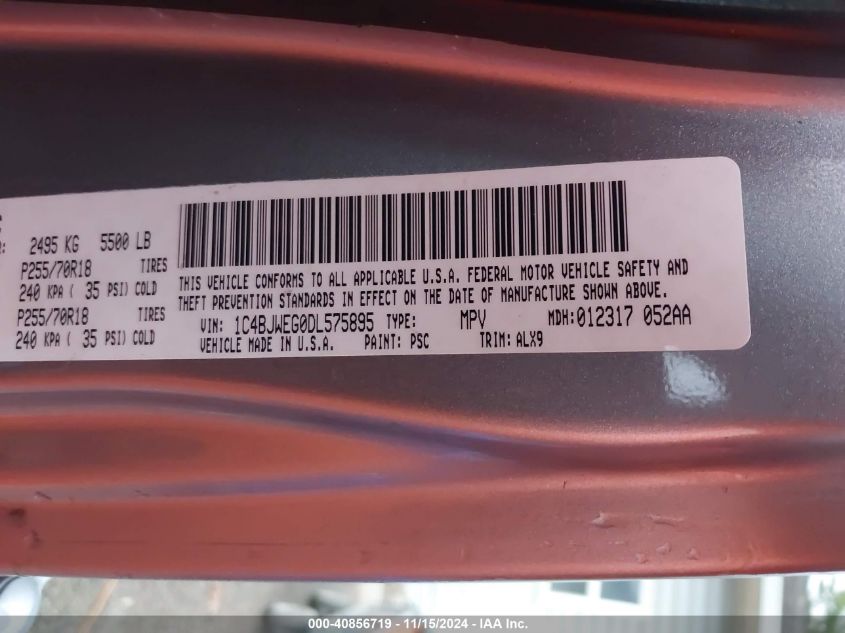 2495 KG 5500 LB
P255/70R18 TIRES
240 KPA ( 35 PSI) COLD
P255/70R18 TIRES
240 KPA ( 35 PSI) COLD
THIS VEHICLE CONFORMS TO ALL APPLICABLE U.S.A. FEDERAL MOTOR VEHICLE SAFETY AND
THEFT PREVENTION STANDARDS IN EFFECT ON THE DATE OF MANUFACTURE SHOWN ABOVE.
VIN: 1C4BJWEG0DL575895 TYPE: MPV MDH: 012317 052AA
VEHICLE MADE IN U.S.A. PAINT: PSC TRIM: ALX9
000-40856719 - 11/15/2024 - IAA Inc.